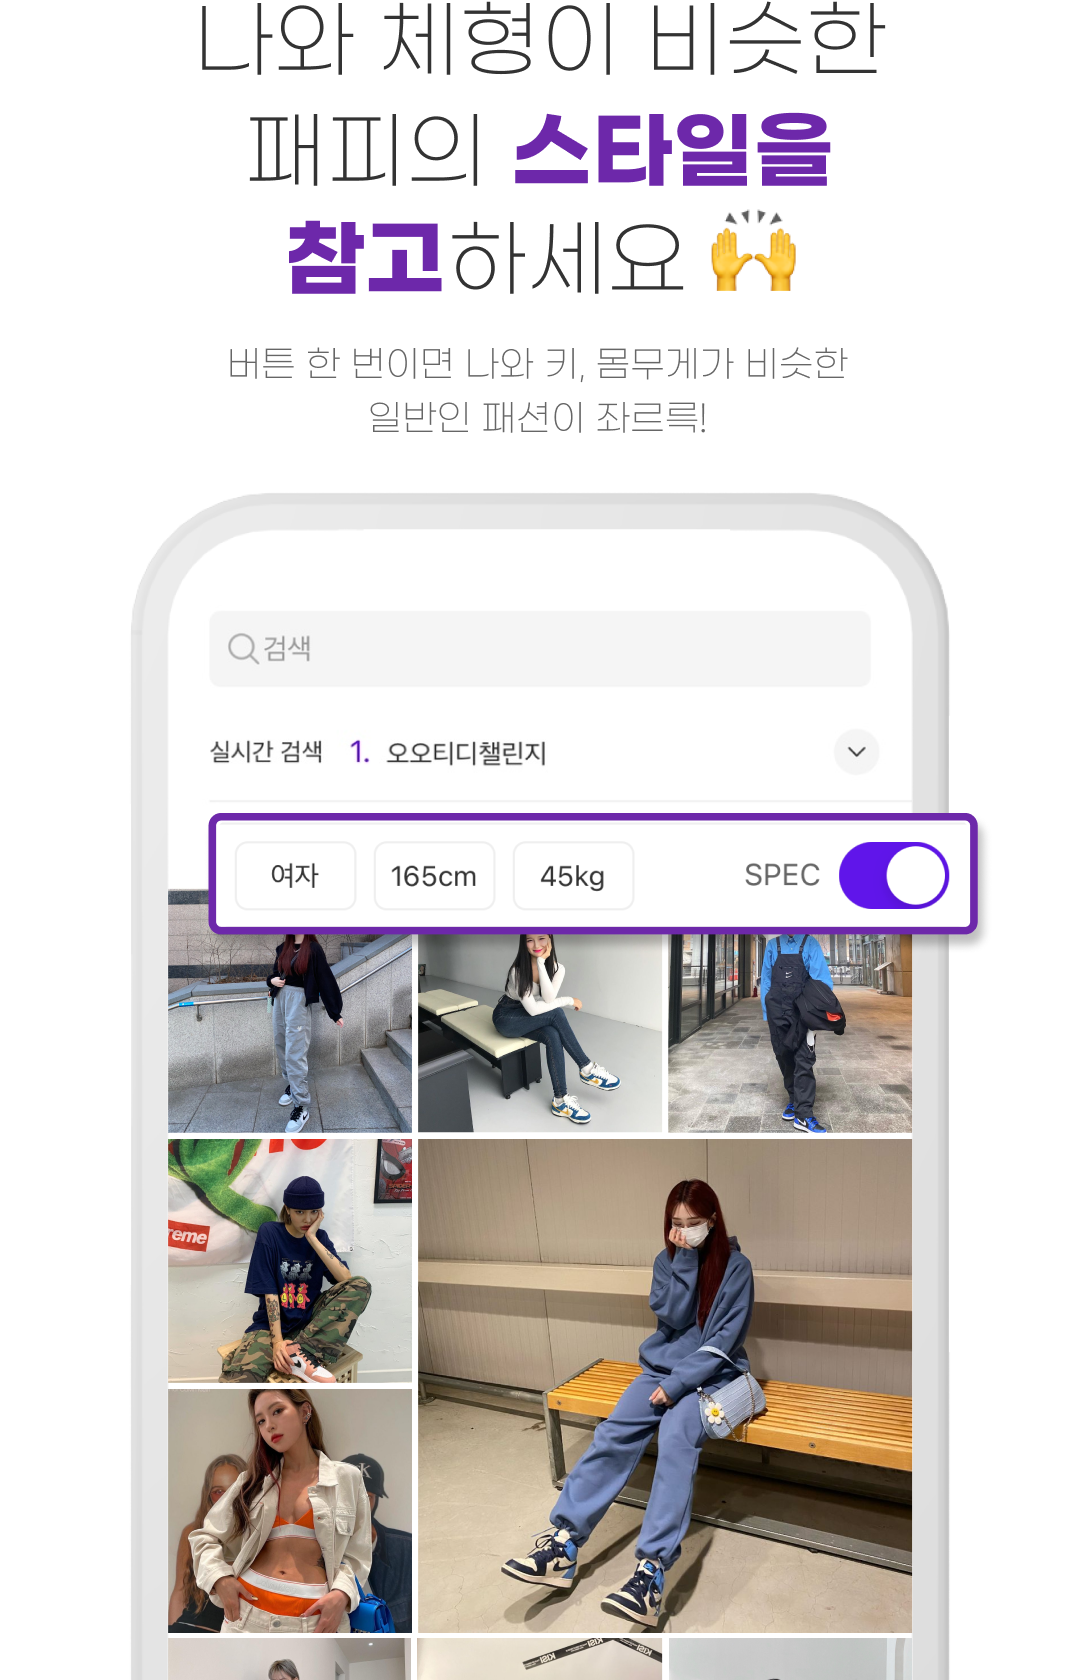 나와 체형이 비슷한
패피의 스타일을
참고하세요 🙌
버튼 한 번이면 나와 키, 몸무게가 비슷한
일반인 패션이 좌르륵!
검색
실시간 검색 1. 오오티디챌린지
여자 165cm 45kg SPEC
reme
K